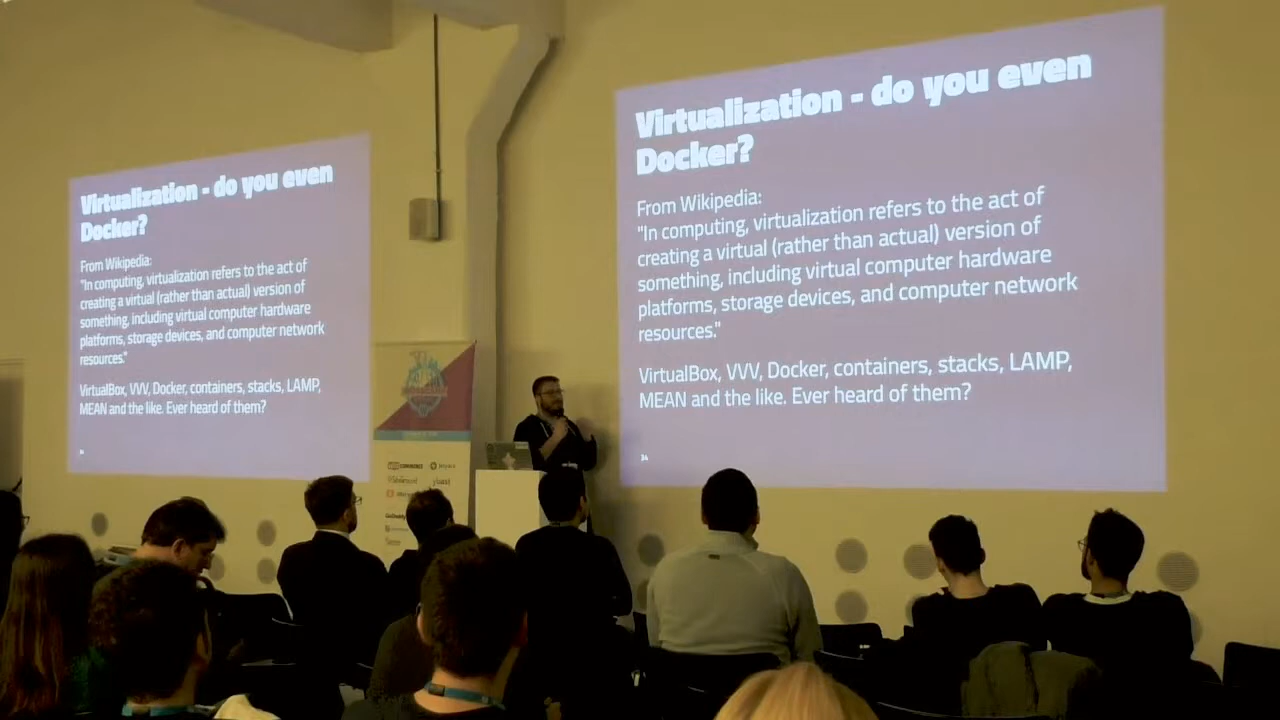 Virtualization - do you even
Docker?
From Wikipedia:
"In computing, virtualization refers to the act of
creating a virtual (rather than actual) version of
something, including virtual computer hardware
platforms, storage devices, and computer network
resources."
VirtualBox, VVV, Docker, containers, stacks, LAMP,
MEAN and the like. Ever heard of them?
Virtualization - do you even
Docker?
From Wikipedia:
"In computing, virtualization refers to the act of
creating a virtual (rather than actual) version of
something, including virtual computer hardware
platforms, storage devices, and computer network
resources."
VirtualBox, VVV, Docker, containers, stacks, LAMP,
MEAN and the like. Ever heard of them?
34